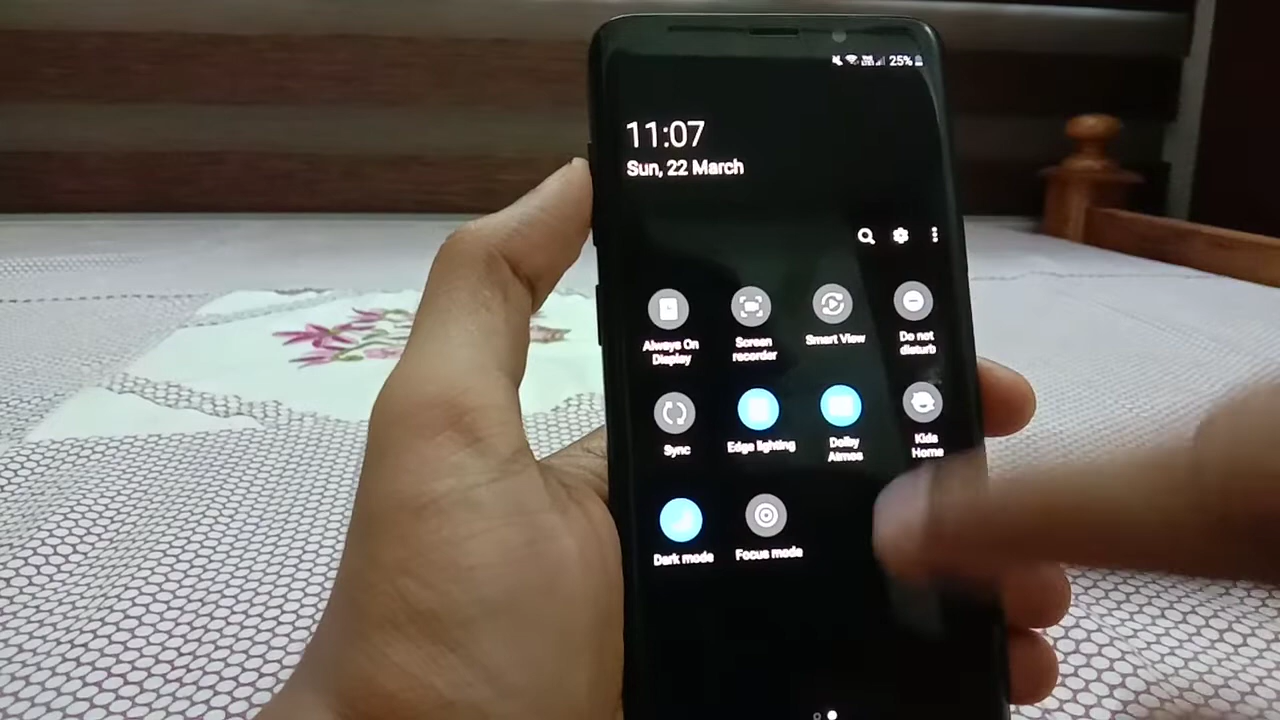 25%
11:07
Sun, 22 March
Always On
Display
Screen
recorder
Smart View
Do not
disturb
Sync
Edge lighting
Dolby
Atmos
Kids
Home
Dark mode
Focus mode